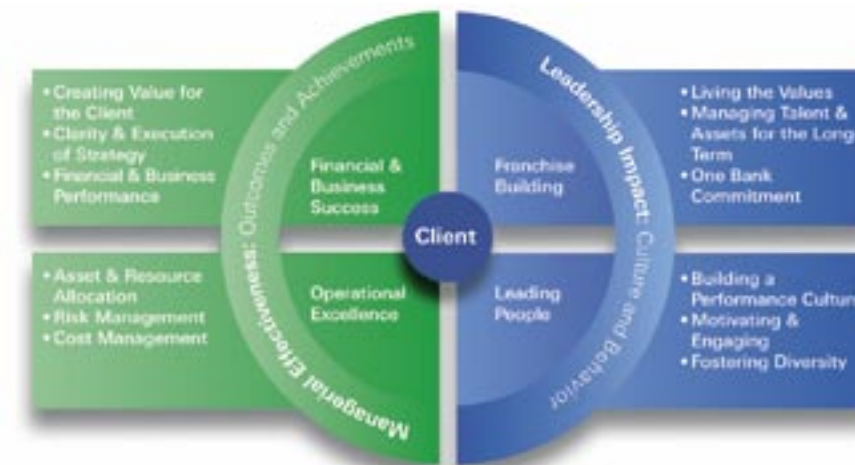 • Creating Value for
the Client
• Clarity & Execution
of Strategy
• Financial & Business
Performance
• Asset & Resource
Allocation
• Risk Management
• Cost Management
Managerial Effectiveness: Outcomes and Achievements
Financial &
Business
Success
Operational
Excellence
Client
Franchise
Building
Leading
People
Leadership Impact: Culture and Behavior
• Living the Values
• Managing Talent &
Assets for the Long
Term
• One Bank
Commitment
• Building a
Performance Culture
• Motivating &
Engaging
• Fostering Diversity